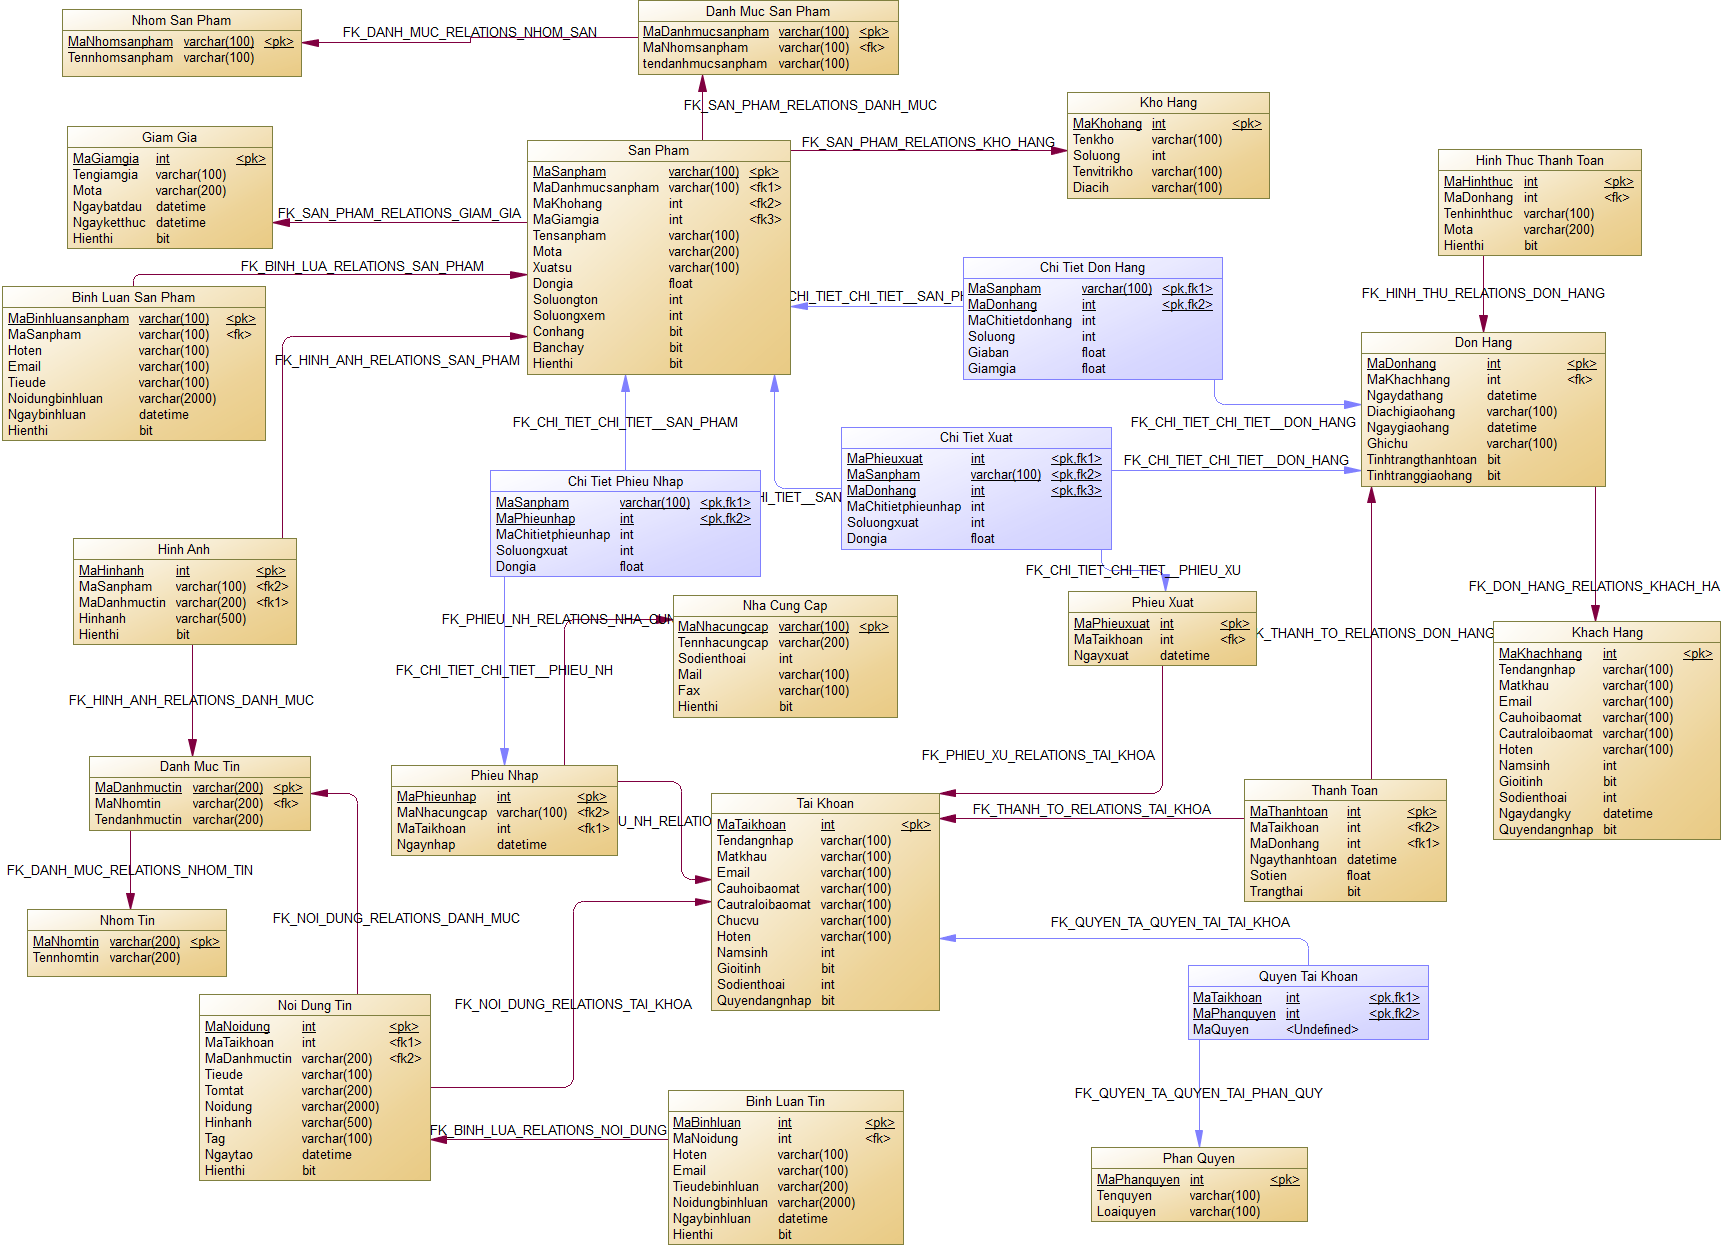 Nhom San Pham
MaNhomsanpham varchar(100) <pk>
Tennhomsanpham varchar(100)
FK_DANH_MUC_RELATIONS_NHOM_SAN
Danh Muc San Pham
MaDanhmucsanpham varchar(100) <pk>
MaNhomsanpham varchar(100) <fk>
tendanhmucsanpham varchar(100)
FK_SAN_PHAM_RELATIONS_DANH_MUC
Kho Hang
MaKhohang int <pk>
Tenkho varchar(100)
Soluong int
Tenvitrikho varchar(100)
Diacih varchar(100)
FK_SAN_PHAM_RELATIONS_KHO_HANG
Giam Gia
MaGiamgia int <pk>
Tengiamgia varchar(100)
Mota varchar(200)
Ngaybatdau datetime
Ngayketthuc datetime
Hienthi bit
FK_SAN_PHAM_RELATIONS_GIAM_GIA
San Pham
MaSanpham varchar(100) <pk>
MaDanhmucsanpham varchar(100) <fk1>
MaKhohang int <fk2>
MaGiamgia int <fk3>
Tensanpham varchar(100)
Mota varchar(200)
Xuatsu varchar(100)
Dongia float
Soluongton int
Soluongxem int
Conhang bit
Banchay bit
Hienthi bit
Hinh Thuc Thanh Toan
MaHinhthuc int <pk>
MaDonhang int <fk>
Tenhinhthuc varchar(100)
Mota varchar(200)
Hienthi bit
FK_HINH_THU_RELATIONS_DON_HANG
FK_BINH_LUA_RELATIONS_SAN_PHAM
Binh Luan San Pham
MaBinhluansanpham varchar(100) <pk>
MaSanpham varchar(100) <fk>
Hoten varchar(100)
Email varchar(100)
Tieude varchar(100)
Noidungbinhluan varchar(2000)
Ngaybinhluan datetime
Hienthi bit
FK_HINH_ANH_RELATIONS_SAN_PHAM
CHI_TIET_CHI_TIET__SAN_PH
Chi Tiet Don Hang
MaSanpham varchar(100) <pk,fk1>
MaDonhang int <pk,fk2>
MaChitietdonhang int
Soluong int
Giaban float
Giamgia float
FK_CHI_TIET_CHI_TIET__DON_HANG
Don Hang
MaDonhang int <pk>
MaKhachhang int <fk>
Ngaydathang datetime
Diachigiaohang varchar(100)
Ngaygiaohang datetime
Ghichu varchar(100)
Tinhtrangthanhtoan bit
Tinhtranggiaohang bit
FK_CHI_TIET_CHI_TIET__SAN_PHAM
Chi Tiet Xuat
MaPhieuxuat int <pk,fk1>
MaSanpham varchar(100) <pk,fk2>
MaDonhang int <pk,fk3>
MaChitietphieunhap int
Soluongxuat int
Dongia float
FK_CHI_TIET_CHI_TIET__DON_HANG
HI_TIET__SAN
Chi Tiet Phieu Nhap
MaSanpham varchar(100) <pk,fk1>
MaPhieunhap int <pk,fk2>
MaChitietphieunhap int
Soluongxuat int
Dongia float
Hinh Anh
MaHinhanh int <pk>
MaSanpham varchar(100) <fk2>
MaDanhmuctin varchar(200) <fk1>
Hinhanh varchar(500)
Hienthi bit
FK_CHI_TIET_CHI_TIET__PHIEU_XU
Phieu Xuat
MaPhieuxuat int <pk>
MaTaikhoan int <fk>
Ngayxuat datetime
FK_DON_HANG_RELATIONS_KHACH_HA
FK_PHIEU_NH_RELATIONS_NHA_CUN
Nha Cung Cap
MaNhacungcap varchar(100) <pk>
Tennhacungcap varchar(200)
Sodienthoai int
Mail varchar(100)
Fax varchar(100)
Hienthi bit
K_THANH_TO_RELATIONS_DON_HANG
Khach Hang
MaKhachhang int <pk>
Tendangnhap varchar(100)
Matkhau varchar(100)
Email varchar(100)
Cauhoibaomat varchar(100)
Cautraloibaomat varchar(100)
Hoten varchar(100)
Namsinh int
Gioitinh bit
Sodienthoai int
Ngaydangky datetime
Quyendangnhap bit
FK_CHI_TIET_CHI_TIET__PHIEU_NH
FK_HINH_ANH_RELATIONS_DANH_MUC
FK_PHIEU_XU_RELATIONS_TAI_KHOA
Danh Muc Tin
MaDanhmuctin varchar(200) <pk>
MaNhomtin varchar(200) <fk>
Tendanhmuctin varchar(200)
Phieu Nhap
MaPhieunhap int <pk>
MaNhacungcap varchar(100) <fk2>
MaTaikhoan int <fk1>
Ngaynhap datetime
U_NH_RELATIO
Tai Khoan
MaTaikhoan int <pk>
Tendangnhap varchar(100)
Matkhau varchar(100)
Email varchar(100)
Cauhoibaomat varchar(100)
Cautraloibaomat varchar(100)
Chucvu varchar(100)
Hoten varchar(100)
Namsinh int
Gioitinh bit
Sodienthoai int
Quyendangnhap bit
FK_THANH_TO_RELATIONS_TAI_KHOA
Thanh Toan
MaThanhtoan int <pk>
MaTaikhoan int <fk2>
MaDonhang int <fk1>
Ngaythanhtoan datetime
Sotien float
Trangthai bit
FK_DANH_MUC_RELATIONS_NHOM_TIN
Nhom Tin
MaNhomtin varchar(200) <pk>
Tennhomtin varchar(200)
FK_NOI_DUNG_RELATIONS_DANH_MUC
FK_QUYEN_TA_QUYEN_TAI_TAI_KHOA
Quyen Tai Khoan
MaTaikhoan int <pk,fk1>
MaPhanquyen int <pk,fk2>
MaQuyen <Undefined>
FK_NOI_DUNG_RELATIONS_TAI_KHOA
Noi Dung Tin
MaNoidung int <pk>
MaTaikhoan int <fk1>
MaDanhmuctin varchar(200) <fk2>
Tieude varchar(100)
Tomtat varchar(200)
Noidung varchar(2000)
Hinhanh varchar(500)
Tag varchar(100)
Ngaytao datetime
Hienthi bit
FK_BINH_LUA_RELATIONS_NOI_DUNG
Binh Luan Tin
MaBinhluan int <pk>
MaNoidung int <fk>
Hoten varchar(100)
Email varchar(100)
Tieudebinhluan varchar(200)
Noidungbinhluan varchar(2000)
Ngaybinhluan datetime
Hienthi bit
FK_QUYEN_TA_QUYEN_TAI_PHAN_QUY
Phan Quyen
MaPhanquyen int <pk>
Tenquyen varchar(100)
Loaiquyen varchar(100)